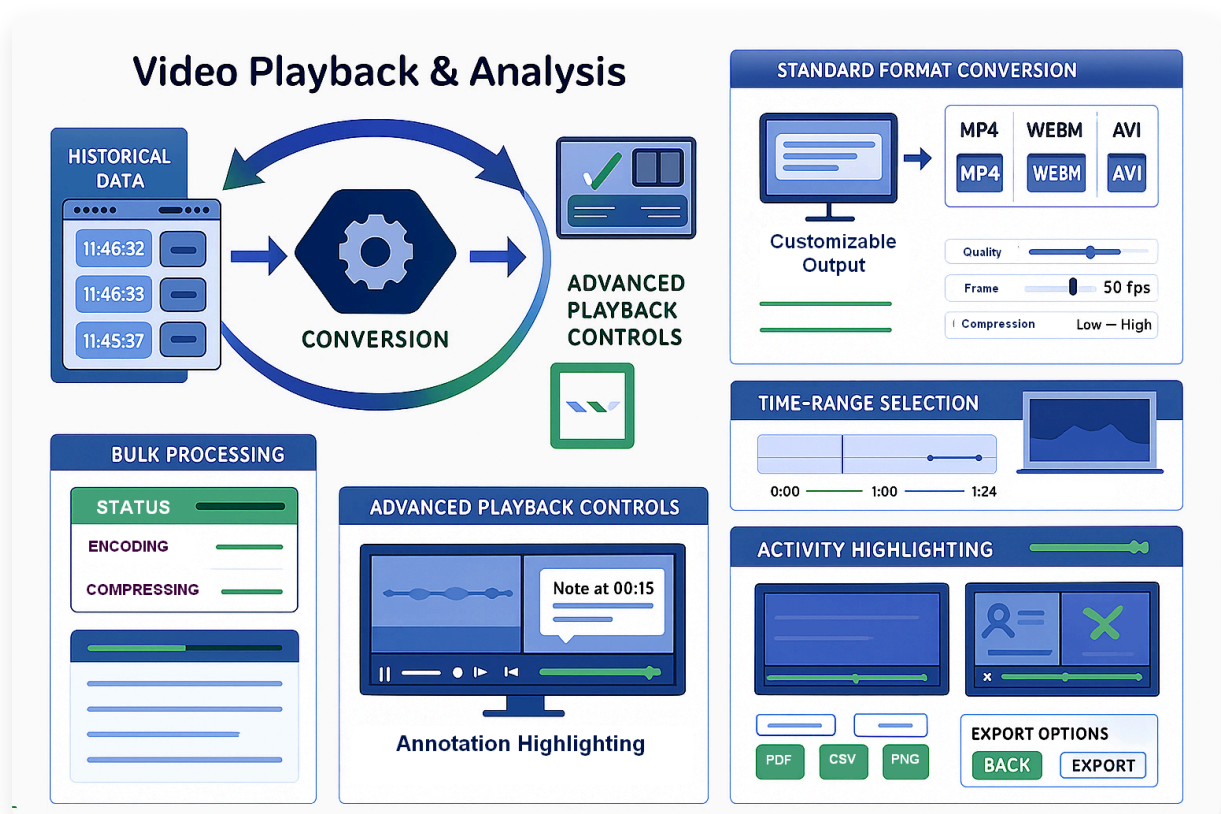 Video Playback & Analysis
HISTORICAL
DATA
11:46:32
11:46:33
11:45:37
CONVERSION
ADVANCED
PLAYBACK
CONTROLS
STANDARD FORMAT CONVERSION
MP4 WEBM AVI
MP4 WEBM AVI
Customizable
Output
Quality
Frame 50 fps
Compression Low — High
TIME-RANGE SELECTION
0:00 1:00 1:24
BULK PROCESSING
STATUS
ENCODING
COMPRESSING
ADVANCED PLAYBACK CONTROLS
Note at 00:15
Annotation Highlighting
ACTIVITY HIGHLIGHTING
PDF CSV PNG
EXPORT OPTIONS
BACK EXPORT